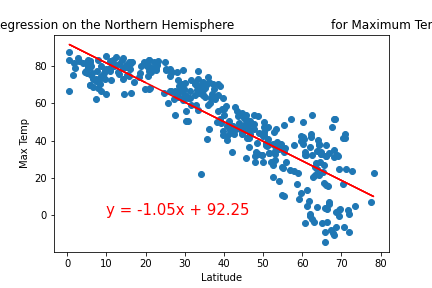 egression on the Northern Hemisphere for Maximum Ter
80
60
40
20
0
Max Temp
y = -1.05x + 92.25
0 10 20 30 40 50 60 70 80
Latitude